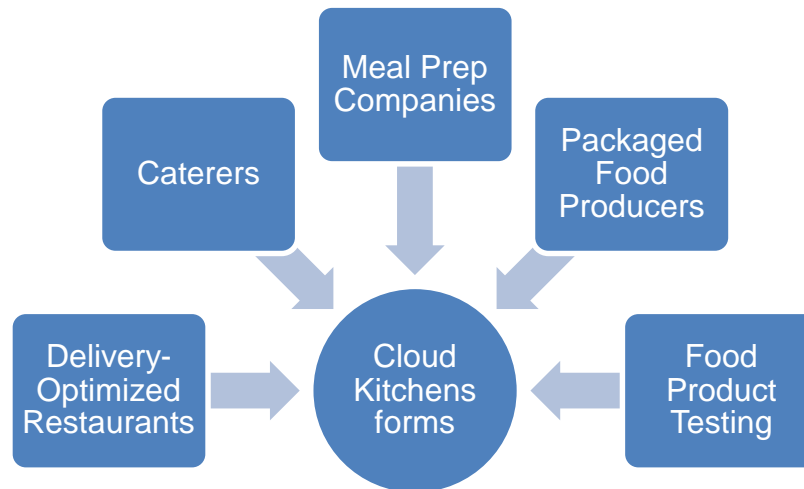 Meal Prep
Companies
Caterers
Packaged
Food
Producers
Delivery-
Optimized
Restaurants
Cloud
Kitchens
forms
Food
Product
Testing